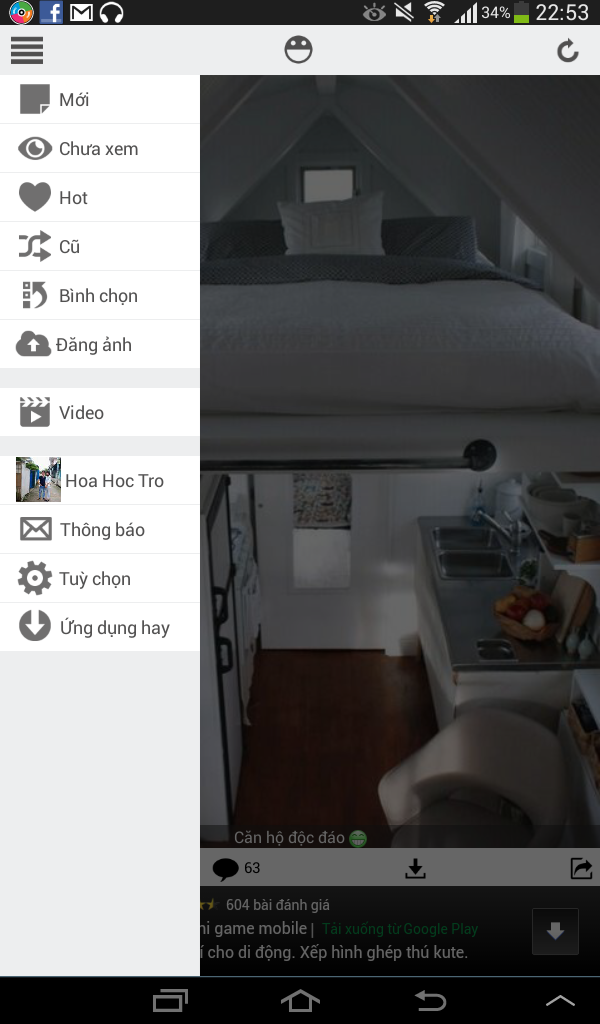 34% 22:53
Mới
Chưa xem
Hot
Cũ
Bình chọn
Đăng ảnh
Video
Hoa Hoc Tro
Thông báo
Tuỳ chọn
Ứng dụng hay
Căn hộ độc đáo
63
604 bài đánh giá
game mobile | Tải xuống từ Google Play
cho di động. Xếp hình ghép thú kute.